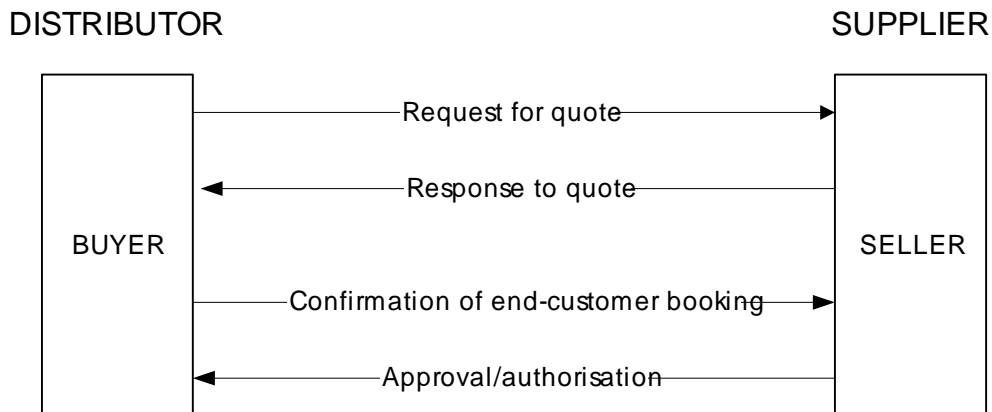 DISTRIBUTOR
SUPPLIER
Request for quote
Response to quote
BUYER
SELLER
Confirmation of end-customer booking
Approval/authorisation